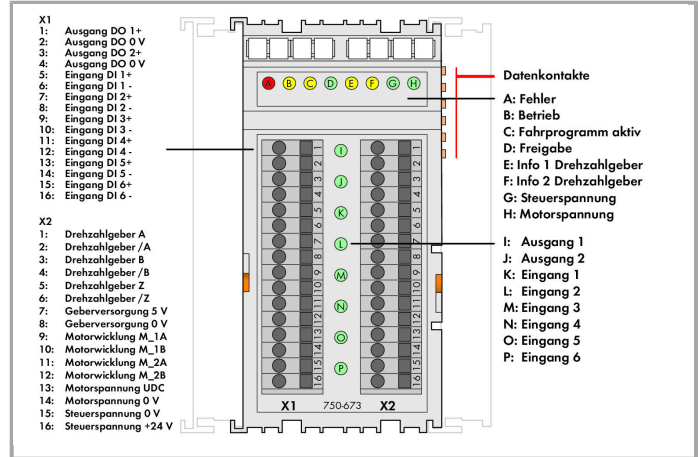 X1
1: Ausgang DO 1+
2: Ausgang DO 0 V
3: Ausgang DO 2+
4: Ausgang DO 0 V
5: Eingang DI 1+
6: Eingang DI 1 -
7: Eingang DI 2+
8: Eingang DI 2 -
9: Eingang DI 3+
10: Eingang DI 3 -
11: Eingang DI 4+
12: Eingang DI 4 -
13: Eingang DI 5+
14: Eingang DI 5 -
15: Eingang DI 6+
16: Eingang DI 6 -
X2
1: Drehzahlgeber A
2: Drehzahlgeber /A
3: Drehzahlgeber B
4: Drehzahlgeber /B
5: Drehzahlgeber Z
6: Drehzahlgeber /Z
7: Geberversorgung 5 V
8: Geberversorgung 0 V
9: Motorwicklung M_1A
10: Motorwicklung M_1B
11: Motorwicklung M_2A
12: Motorwicklung M_2B
13: Motorspannung UDC
14: Motorspannung 0 V
15: Steuerspannung 0 V
16: Steuerspannung +24 V
A B C D E F G H
1 2 3 4 5 6 7 8 9 10 11 12 13 14 15 16
I
J
K
L
M
N
O
P
1 2 3 4 5 6 7 8 9 10 11 12 13 14 15 16
X1 750-673 X2
Datenkontakte
A: Fehler
B: Betrieb
C: Fahrprogramm aktiv
D: Freigabe
E: Info 1 Drehzahlgeber
F: Info 2 Drehzahlgeber
G: Steuerspannung
H: Motorspannung
I: Ausgang 1
J: Ausgang 2
K: Eingang 1
L: Eingang 2
M: Eingang 3
N: Eingang 4
O: Eingang 5
P: Eingang 6